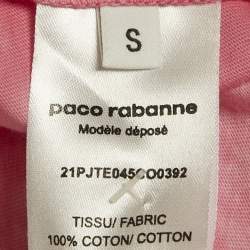 S
paco rabanne
Modèle déposé
21PJTE045CO0392
TISSU/ FABRIC
100% COTON/ COTTON